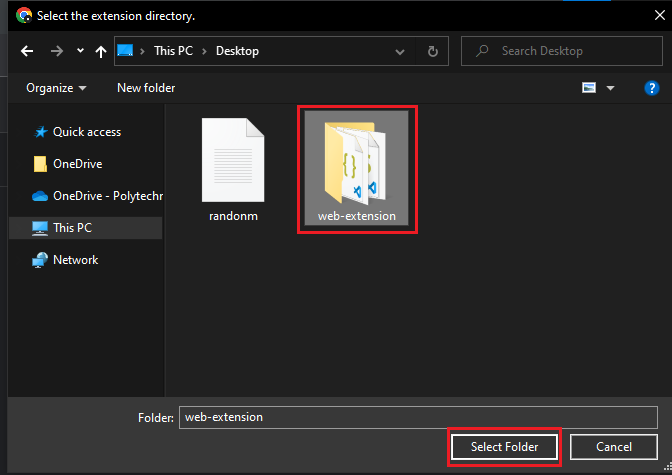 Select the extension directory.
This PC > Desktop
Search Desktop
Organize
New folder
Quick access
OneDrive
OneDrive - Polytechr
This PC
Network
randonm
web-extension
Folder: web-extension
Select Folder
Cancel